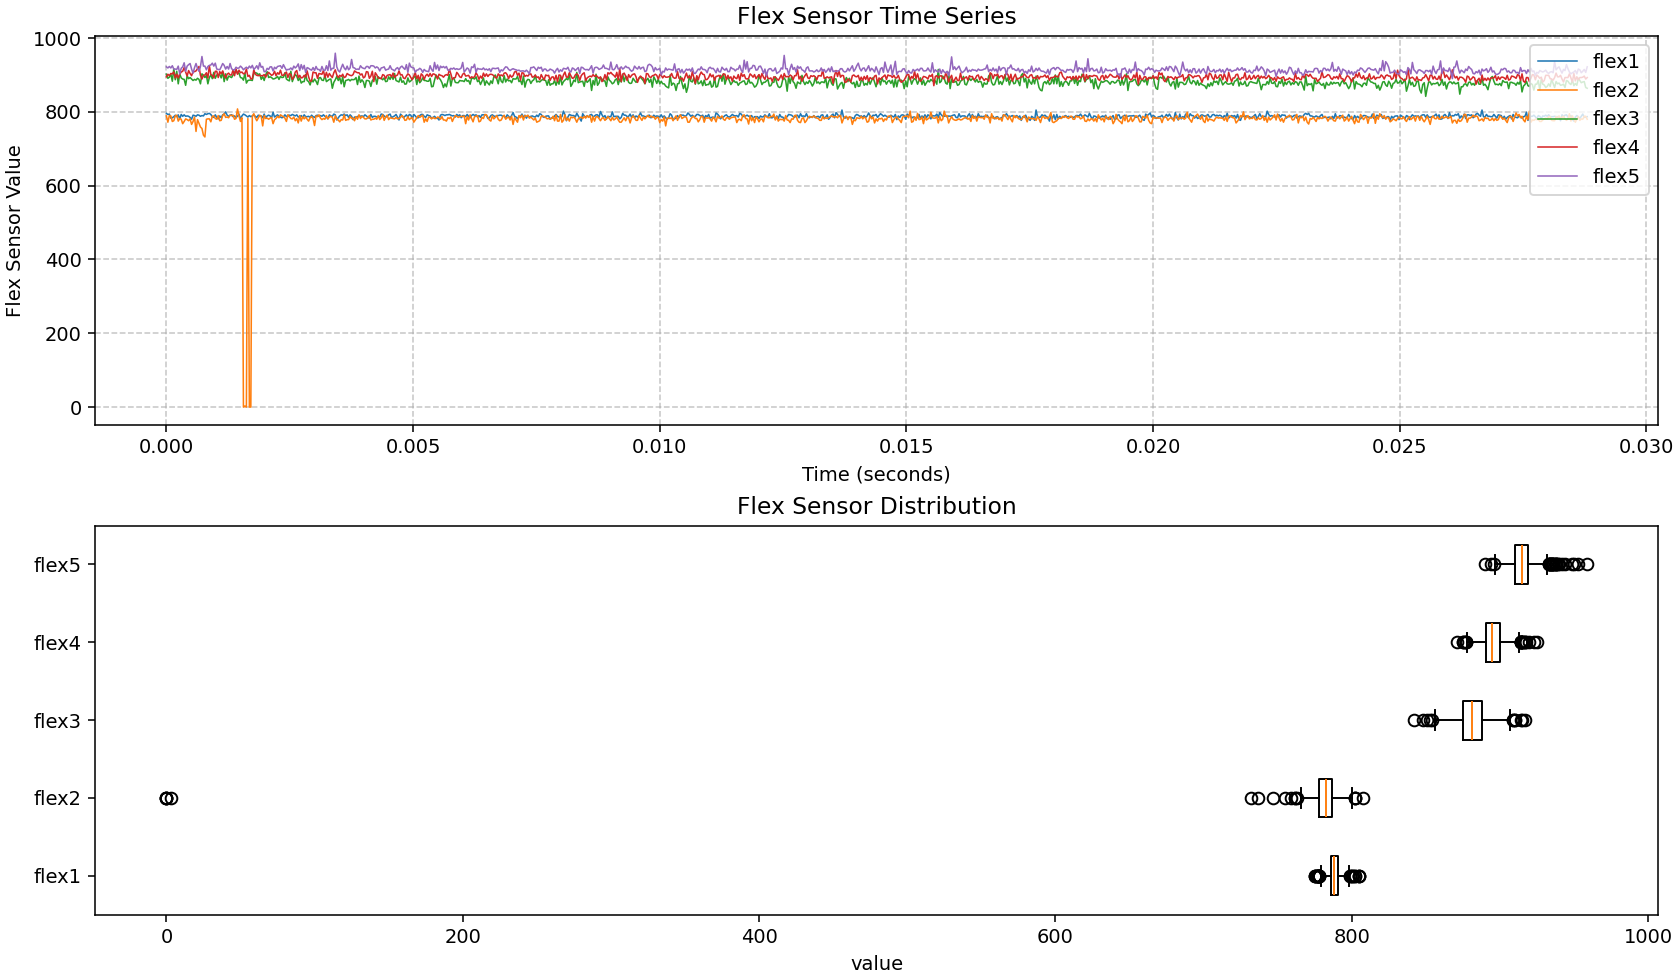 Flex Sensor Time Series
1000
800
600
400
200
0
Flex Sensor Value
flex1
flex2
flex3
flex4
flex5
0.000 0.005 0.010 0.015 0.020 0.025 0.030
Time (seconds)
Flex Sensor Distribution
flex5
flex4
flex3
flex2
flex1
0 200 400 600 800 1000
value